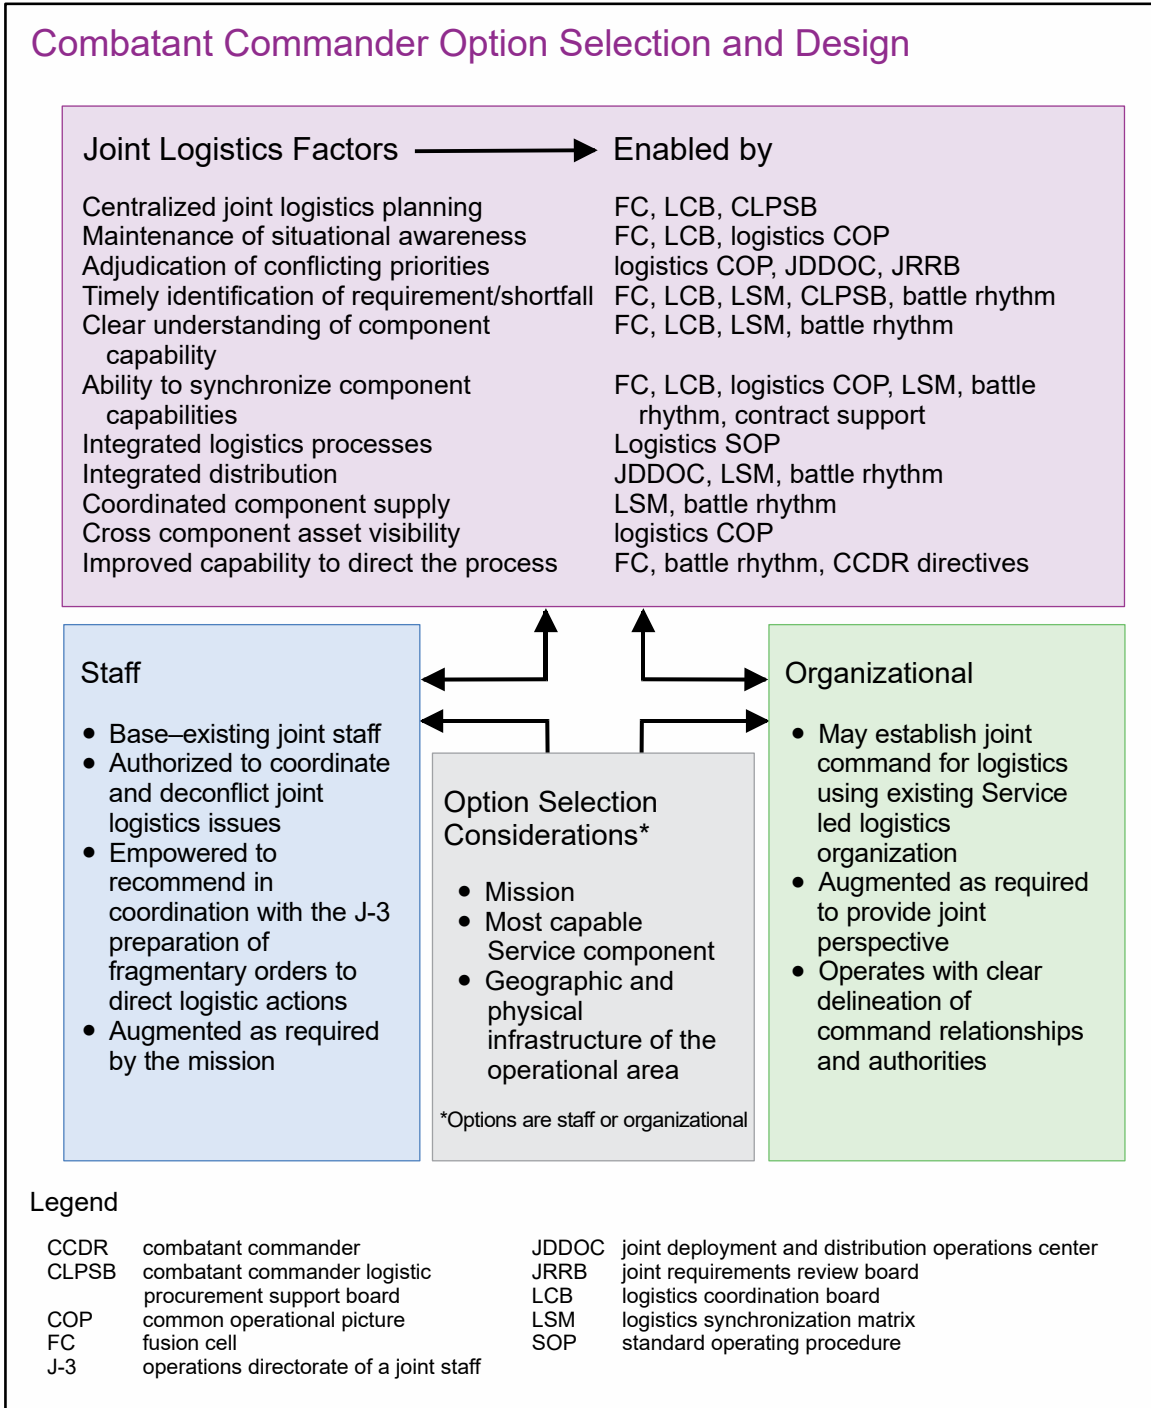 Combatant Commander Option Selection and Design
Joint Logistics Factors Enabled by
Centralized joint logistics planning FC, LCB, CLPSB
Maintenance of situational awareness FC, LCB, logistics COP
Adjudication of conflicting priorities logistics COP, JDDOC, JRRB
Timely identification of requirement/shortfall FC, LCB, LSM, CLPSB, battle rhythm
Clear understanding of component FC, LCB, LSM, battle rhythm
capability
Ability to synchronize component FC, LCB, logistics COP, LSM, battle
capabilities rhythm, contract support
Integrated logistics processes Logistics SOP
Integrated distribution JDDOC, LSM, battle rhythm
Coordinated component supply LSM, battle rhythm
Cross component asset visibility logistics COP
Improved capability to direct the process FC, battle rhythm, CCDR directives
Staff
• Base–existing joint staff
• Authorized to coordinate
and deconflict joint
logistics issues
• Empowered to
recommend in
coordination with the J-3
preparation of
fragmentary orders to
direct logistic actions
• Augmented as required
by the mission
Option Selection
Considerations*
• Mission
• Most capable
Service component
• Geographic and
physical
infrastructure of the
operational area
*Options are staff or organizational
Organizational
• May establish joint
command for logistics
using existing Service
led logistics
organization
• Augmented as required
to provide joint
perspective
• Operates with clear
delineation of
command relationships
and authorities
Legend
CCDR combatant commander
CLPSB combatant commander logistic
procurement support board
COP common operational picture
FC fusion cell
J-3 operations directorate of a joint staff
JDDOC joint deployment and distribution operations center
JRRB joint requirements review board
LCB logistics coordination board
LSM logistics synchronization matrix
SOP standard operating procedure